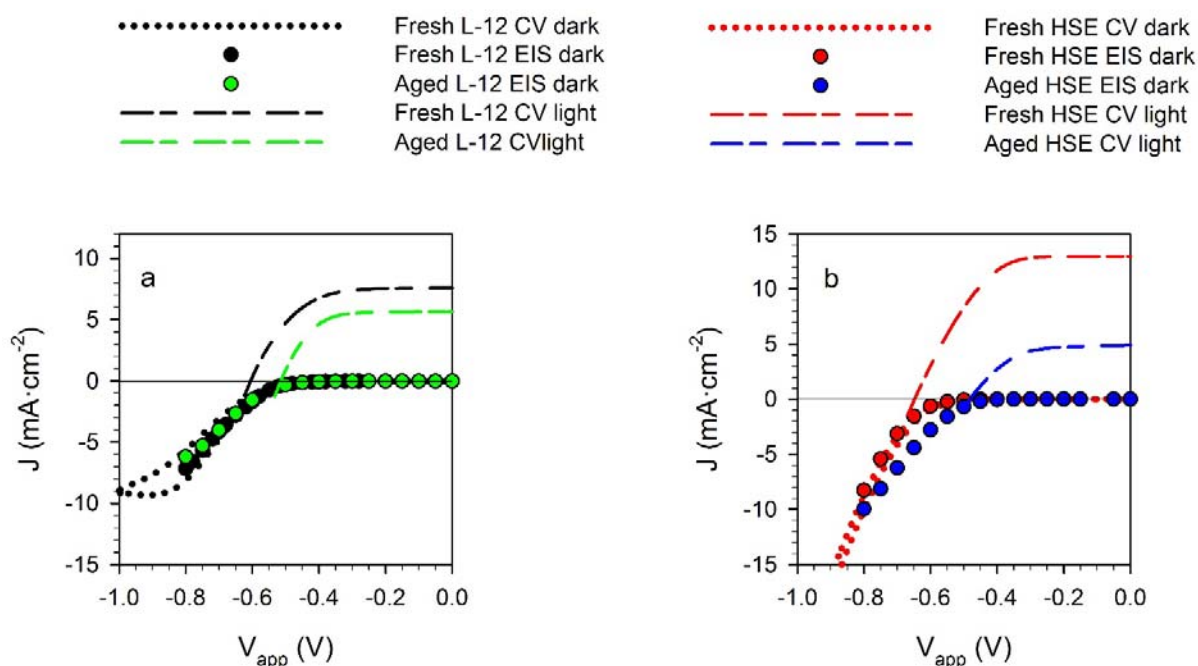 Fresh L-12 CV dark
Fresh L-12 EIS dark
Aged L-12 EIS dark
Fresh L-12 CV light
Aged L-12 CVlight
Fresh HSE CV dark
Fresh HSE EIS dark
Aged HSE EIS dark
Fresh HSE CV light
Aged HSE CV light
a
10
5
0
-5
-10
-15
J (mA·cm-2)
-1.0 -0.8 -0.6 -0.4 -0.2 0.0
Vapp (V)
b
15
10
5
0
-5
-10
-15
J (mA·cm-2)
-1.0 -0.8 -0.6 -0.4 -0.2 0.0
Vapp (V)